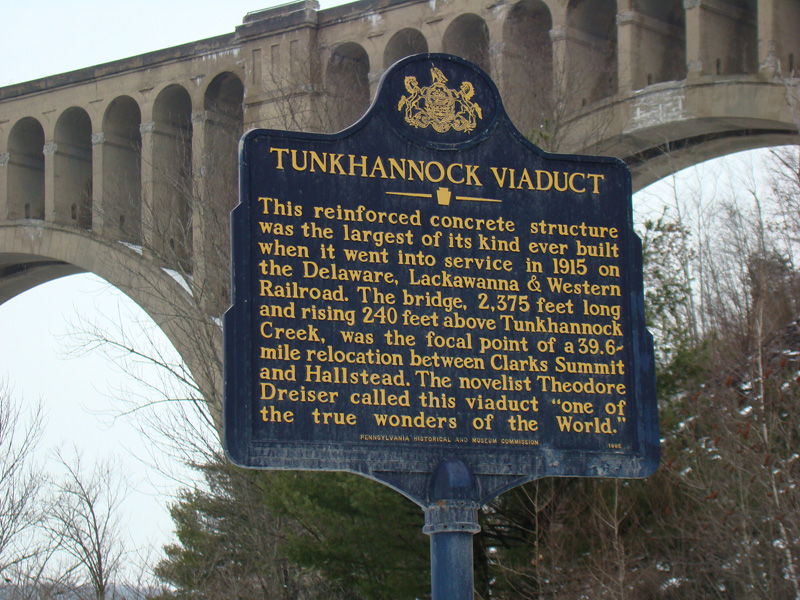 TUNKHANNOCK VIADUCT
This reinforced concrete structure
was the largest of its kind ever built
when it went into service in 1915 on
the Delaware, Lackawanna & Western
Railroad. The bridge, 2,375 feet long
and rising 240 feet above Tunkhannock
Creek, was the focal point of a 39.6-
mile relocation between Clarks Summit
and Hallstead. The novelist Theodore
Dreiser called this viaduct "one of
the true wonders of the World."
PENNSYLVANIA HISTORICAL AND MUSEUM COMMISSION